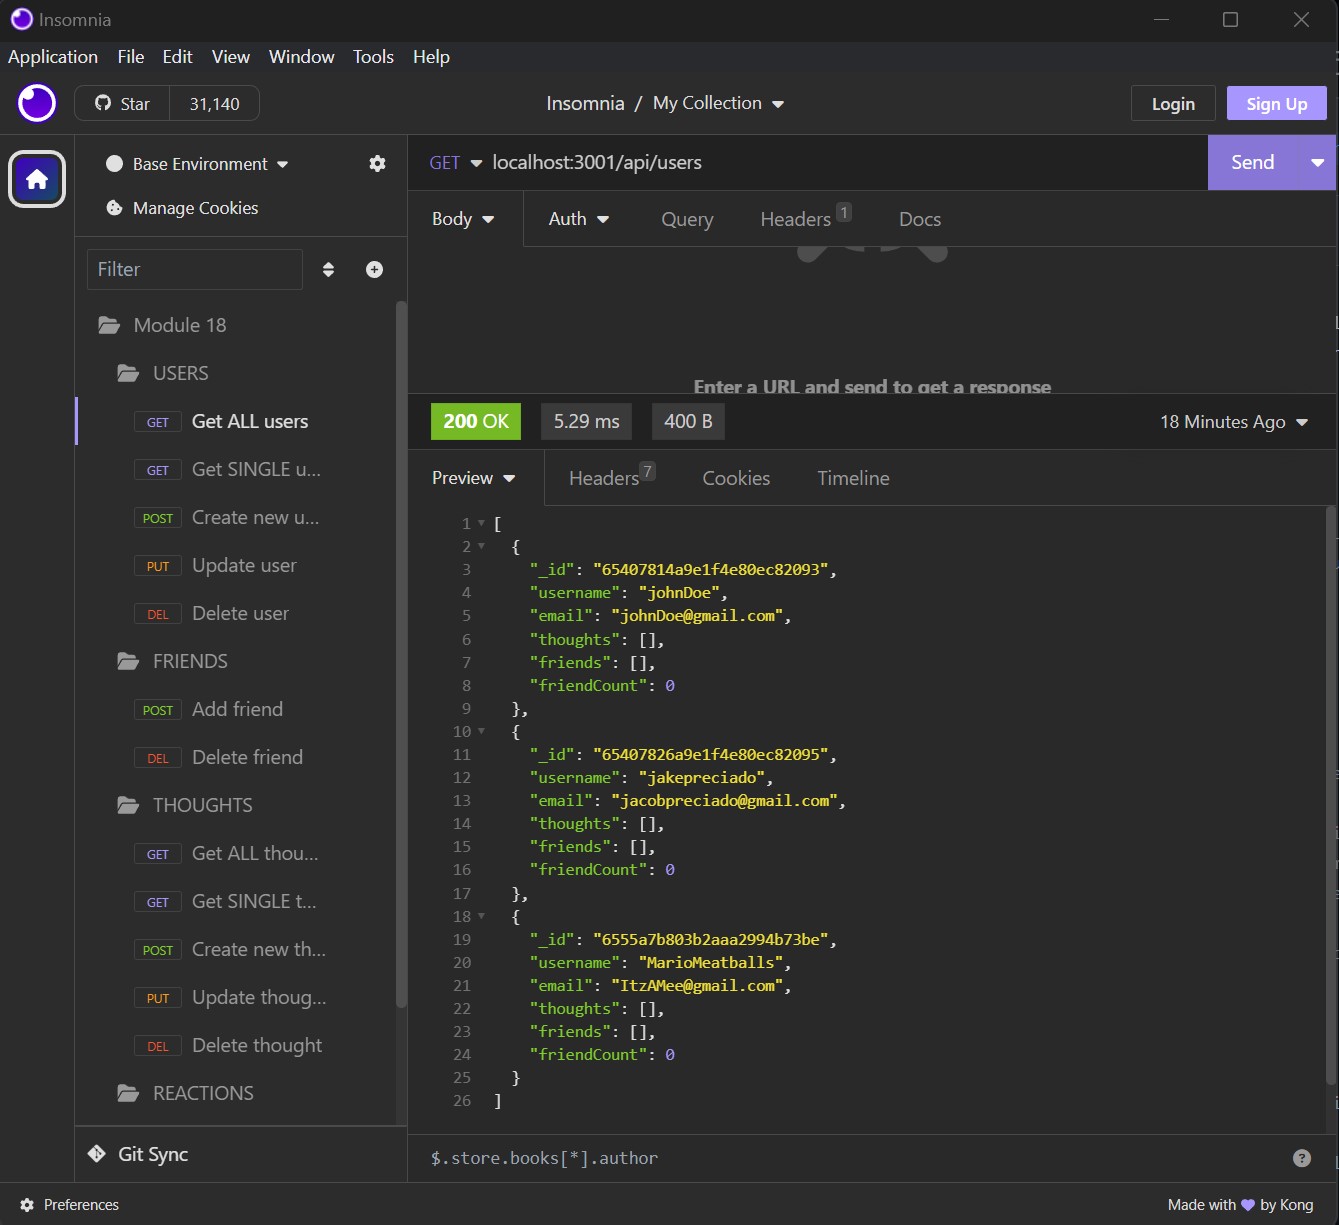 Insomnia
Application File Edit View Window Tools Help
Star 31,140
Insomnia / My Collection
Login Sign Up
Base Environment
Manage Cookies
Filter
Module 18
USERS
GET Get ALL users
GET Get SINGLE u...
POST Create new u...
PUT Update user
DEL Delete user
FRIENDS
POST Add friend
DEL Delete friend
THOUGHTS
GET Get ALL thou...
GET Get SINGLE t...
POST Create new th...
PUT Update thoug...
DEL Delete thought
REACTIONS
Git Sync
GET localhost:3001/api/users Send
Body Auth Query Headers 1 Docs
Enter a URL and send to get a response
200 OK 5.29 ms 400 B 18 Minutes Ago
Preview Headers 7 Cookies Timeline
1 [
2 {
3 "_id": "65407814a9e1f4e80ec82093",
4 "username": "johnDoe",
5 "email": "johnDoe@gmail.com",
6 "thoughts": [],
7 "friends": [],
8 "friendCount": 0
9 },
10 {
11 "_id": "65407826a9e1f4e80ec82095",
12 "username": "jakepreciado",
13 "email": "jacobpreciado@gmail.com",
14 "thoughts": [],
15 "friends": [],
16 "friendCount": 0
17 },
18 {
19 "_id": "6555a7b803b2aaa2994b73be",
20 "username": "MarioMeatballs",
21 "email": "ItzAMee@gmail.com",
22 "thoughts": [],
23 "friends": [],
24 "friendCount": 0
25 }
26 ]
$.store.books[*].author
Preferences
Made with 💜 by Kong